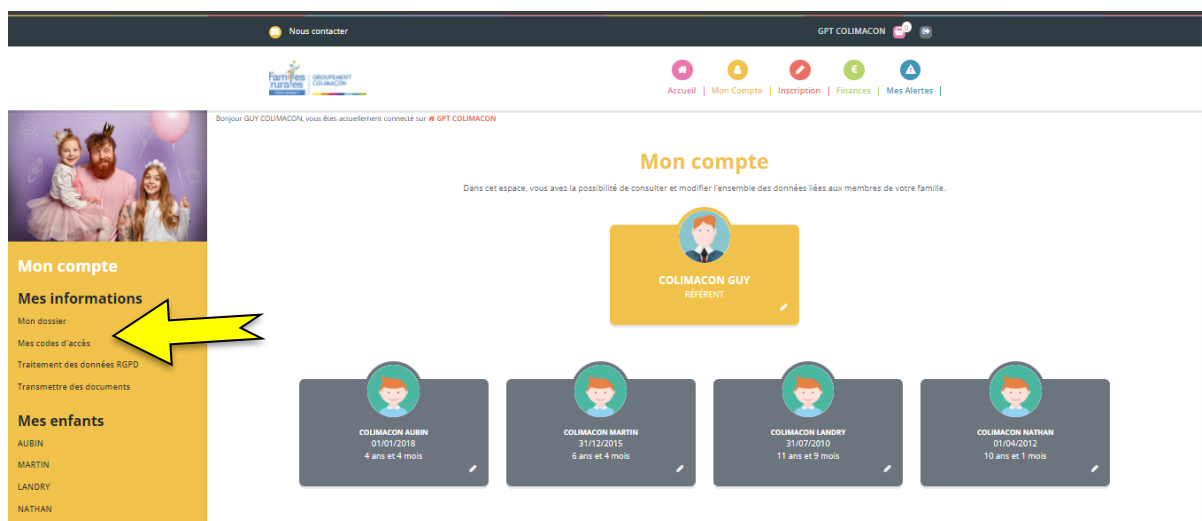 Nous contacter
GPT COLIMACON
0
Familles rurales
GROUPEMENT COLIMAÇON
Accueil | Mon Compte | Inscription | Finances | Mes Alertes |
Bonjour GUY COLIMACON, vous êtes actuellement connecté sur GPT COLIMACON
Mon compte
Dans cet espace, vous avez la possibilité de consulter et modifier l'ensemble des données liées aux membres de votre famille.
COLIMACON GUY
RÉFÉRENT
Mon compte
Mes informations
Mon dossier
Mes codes d'accès
Traitement des données RGPD
Transmettre des documents
Mes enfants
AUBIN
MARTIN
LANDRY
NATHAN
COLIMACON AUBIN
01/01/2018
4 ans et 4 mois
COLIMACON MARTIN
31/12/2015
6 ans et 4 mois
COLIMACON LANDRY
31/07/2010
11 ans et 9 mois
COLIMACON NATHAN
01/04/2012
10 ans et 1 mois